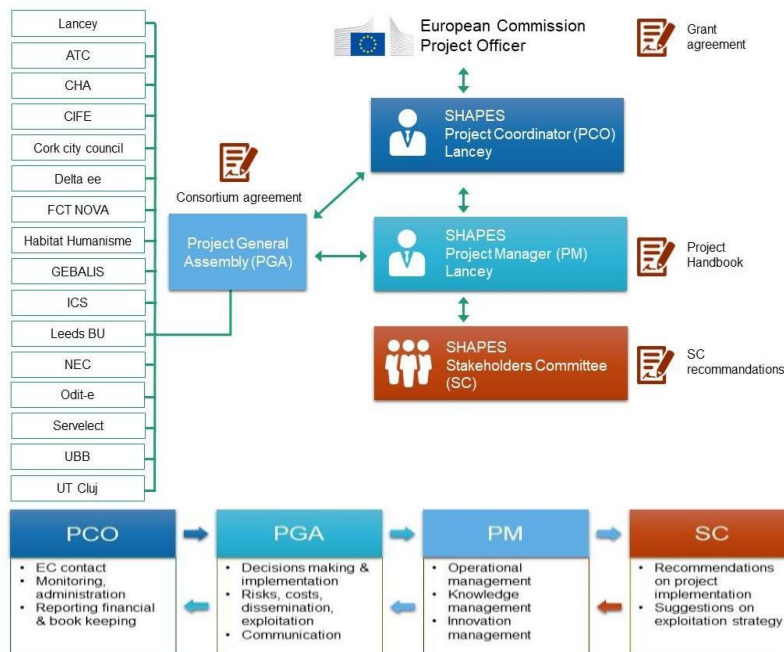 Lancey
ATC
CHA
CIFE
Cork city council
Delta ee
FCT NOVA
Habitat Humanisme
GEBALIS
ICS
Leeds BU
NEC
Odit-e
Servelect
UBB
UT Cluj
European Commission
Project Officer
Grant
agreement
SHAPES
Project Coordinator (PCO)
Lancey
Consortium agreement
Project General
Assembly (PGA)
SHAPES
Project Manager (PM)
Lancey
Project
Handbook
SHAPES
Stakeholders Committee
(SC)
SC
recommandations
PCO
• EC contact
• Monitoring,
administration
• Reporting financial
& book keeping
PGA
• Decisions making &
implementation
• Risks, costs,
dissemination,
exploitation
• Communication
PM
• Operational
management
• Knowledge
management
• Innovation
management
SC
• Recommendations
on project
implementation
• Suggestions on
exploitation strategy